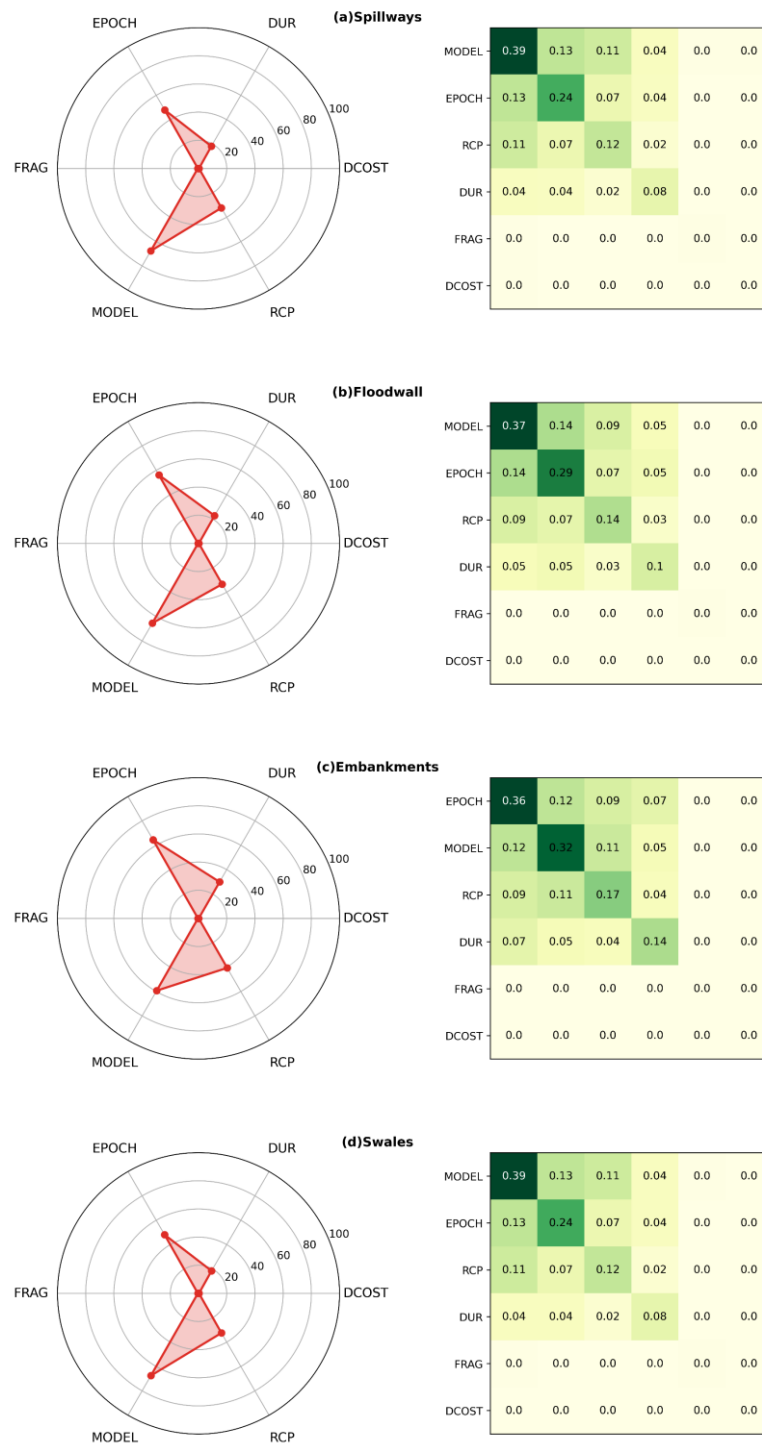 (a)Spillways
EPOCH
DUR
FRAG
DCOST
MODEL
RCP
20
40
60
80
100
MODEL 0.39 0.13 0.11 0.04 0.0 0.0
EPOCH 0.13 0.24 0.07 0.04 0.0 0.0
RCP 0.11 0.07 0.12 0.02 0.0 0.0
DUR 0.04 0.04 0.02 0.08 0.0 0.0
FRAG 0.0 0.0 0.0 0.0 0.0 0.0
DCOST 0.0 0.0 0.0 0.0 0.0 0.0
(b)Floodwall
EPOCH
DUR
FRAG
DCOST
MODEL
RCP
20
40
60
80
100
MODEL 0.37 0.14 0.09 0.05 0.0 0.0
EPOCH 0.14 0.29 0.07 0.05 0.0 0.0
RCP 0.09 0.07 0.14 0.03 0.0 0.0
DUR 0.05 0.05 0.03 0.1 0.0 0.0
FRAG 0.0 0.0 0.0 0.0 0.0 0.0
DCOST 0.0 0.0 0.0 0.0 0.0 0.0
(c)Embankments
EPOCH
DUR
FRAG
DCOST
MODEL
RCP
20
40
60
80
100
EPOCH 0.36 0.12 0.09 0.07 0.0 0.0
MODEL 0.12 0.32 0.11 0.05 0.0 0.0
RCP 0.09 0.11 0.17 0.04 0.0 0.0
DUR 0.07 0.05 0.04 0.14 0.0 0.0
FRAG 0.0 0.0 0.0 0.0 0.0 0.0
DCOST 0.0 0.0 0.0 0.0 0.0 0.0
(d)Swales
EPOCH
DUR
FRAG
DCOST
MODEL
RCP
20
40
60
80
100
MODEL 0.39 0.13 0.11 0.04 0.0 0.0
EPOCH 0.13 0.24 0.07 0.04 0.0 0.0
RCP 0.11 0.07 0.12 0.02 0.0 0.0
DUR 0.04 0.04 0.02 0.08 0.0 0.0
FRAG 0.0 0.0 0.0 0.0 0.0 0.0
DCOST 0.0 0.0 0.0 0.0 0.0 0.0